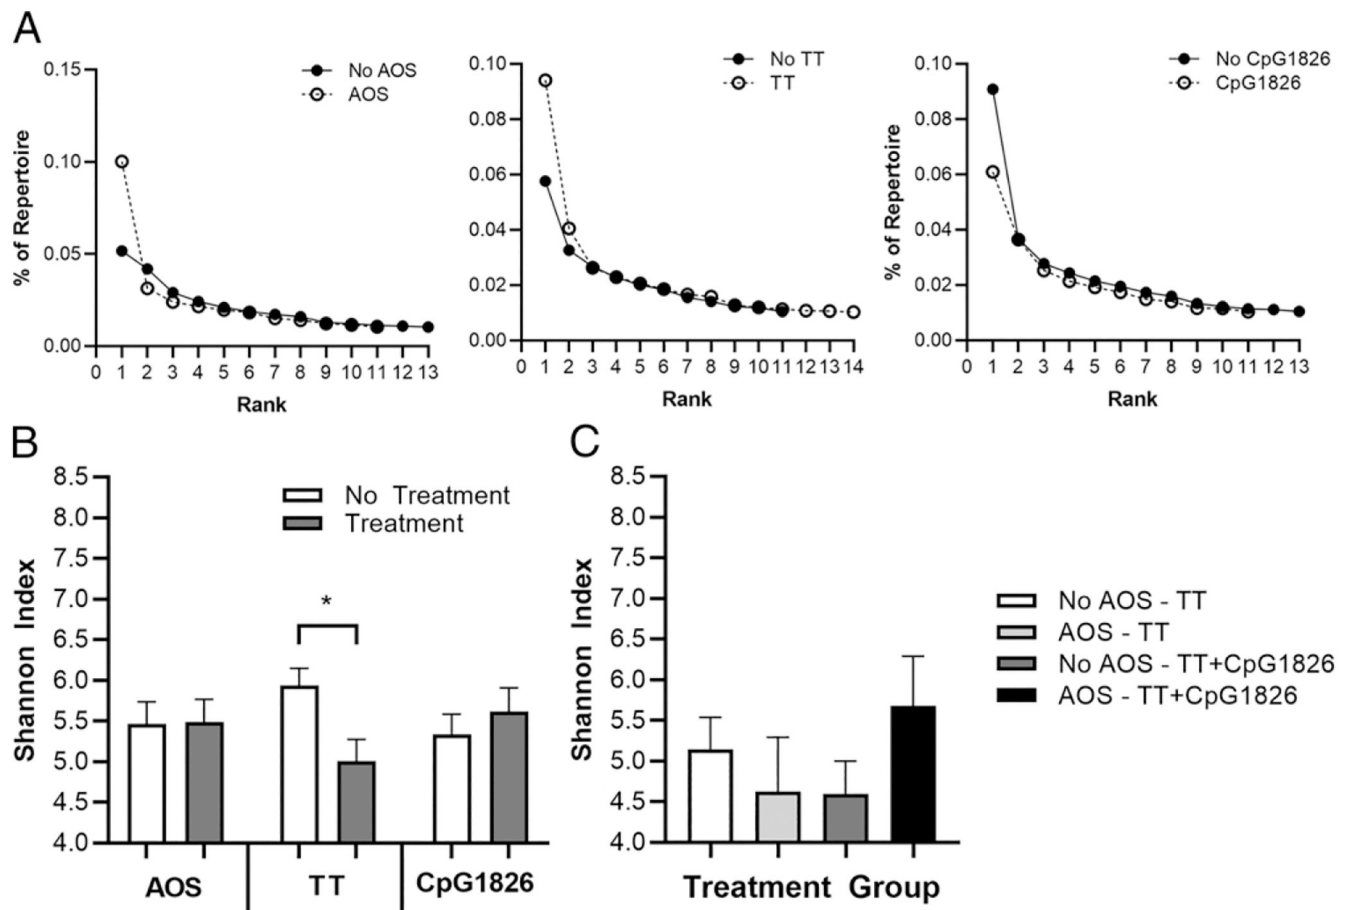 A
No AOS
AOS
0.15
0.10
0.05
0.00
% of Repertoire
0 1 2 3 4 5 6 7 8 9 10 11 12 13
Rank
No TT
TT
0.10
0.08
0.06
0.04
0.02
0.00
0 1 2 3 4 5 6 7 8 9 10 11 12 13 14
Rank
No CpG1826
CpG1826
0.10
0.08
0.06
0.04
0.02
0.00
% of Repertoire
0 1 2 3 4 5 6 7 8 9 10 11 12 13
Rank
B
8.5
8.0
7.5
7.0
6.5
6.0
5.5
5.0
4.5
4.0
Shannon Index
No Treatment
Treatment
*
AOS TT CpG1826
C
8.5
8.0
7.5
7.0
6.5
6.0
5.5
5.0
4.5
4.0
Shannon Index
Treatment Group
No AOS - TT
AOS - TT
No AOS - TT+CpG1826
AOS - TT+CpG1826